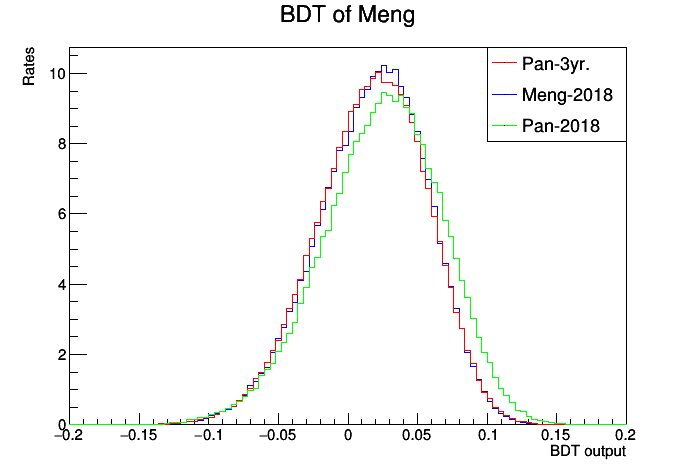 BDT of Meng
Rates
Pan-3yr.
Meng-2018
Pan-2018
10
8
6
4
2
0
−0.2 −0.15 −0.1 −0.05 0 0.05 0.1 0.15 0.2
BDT output